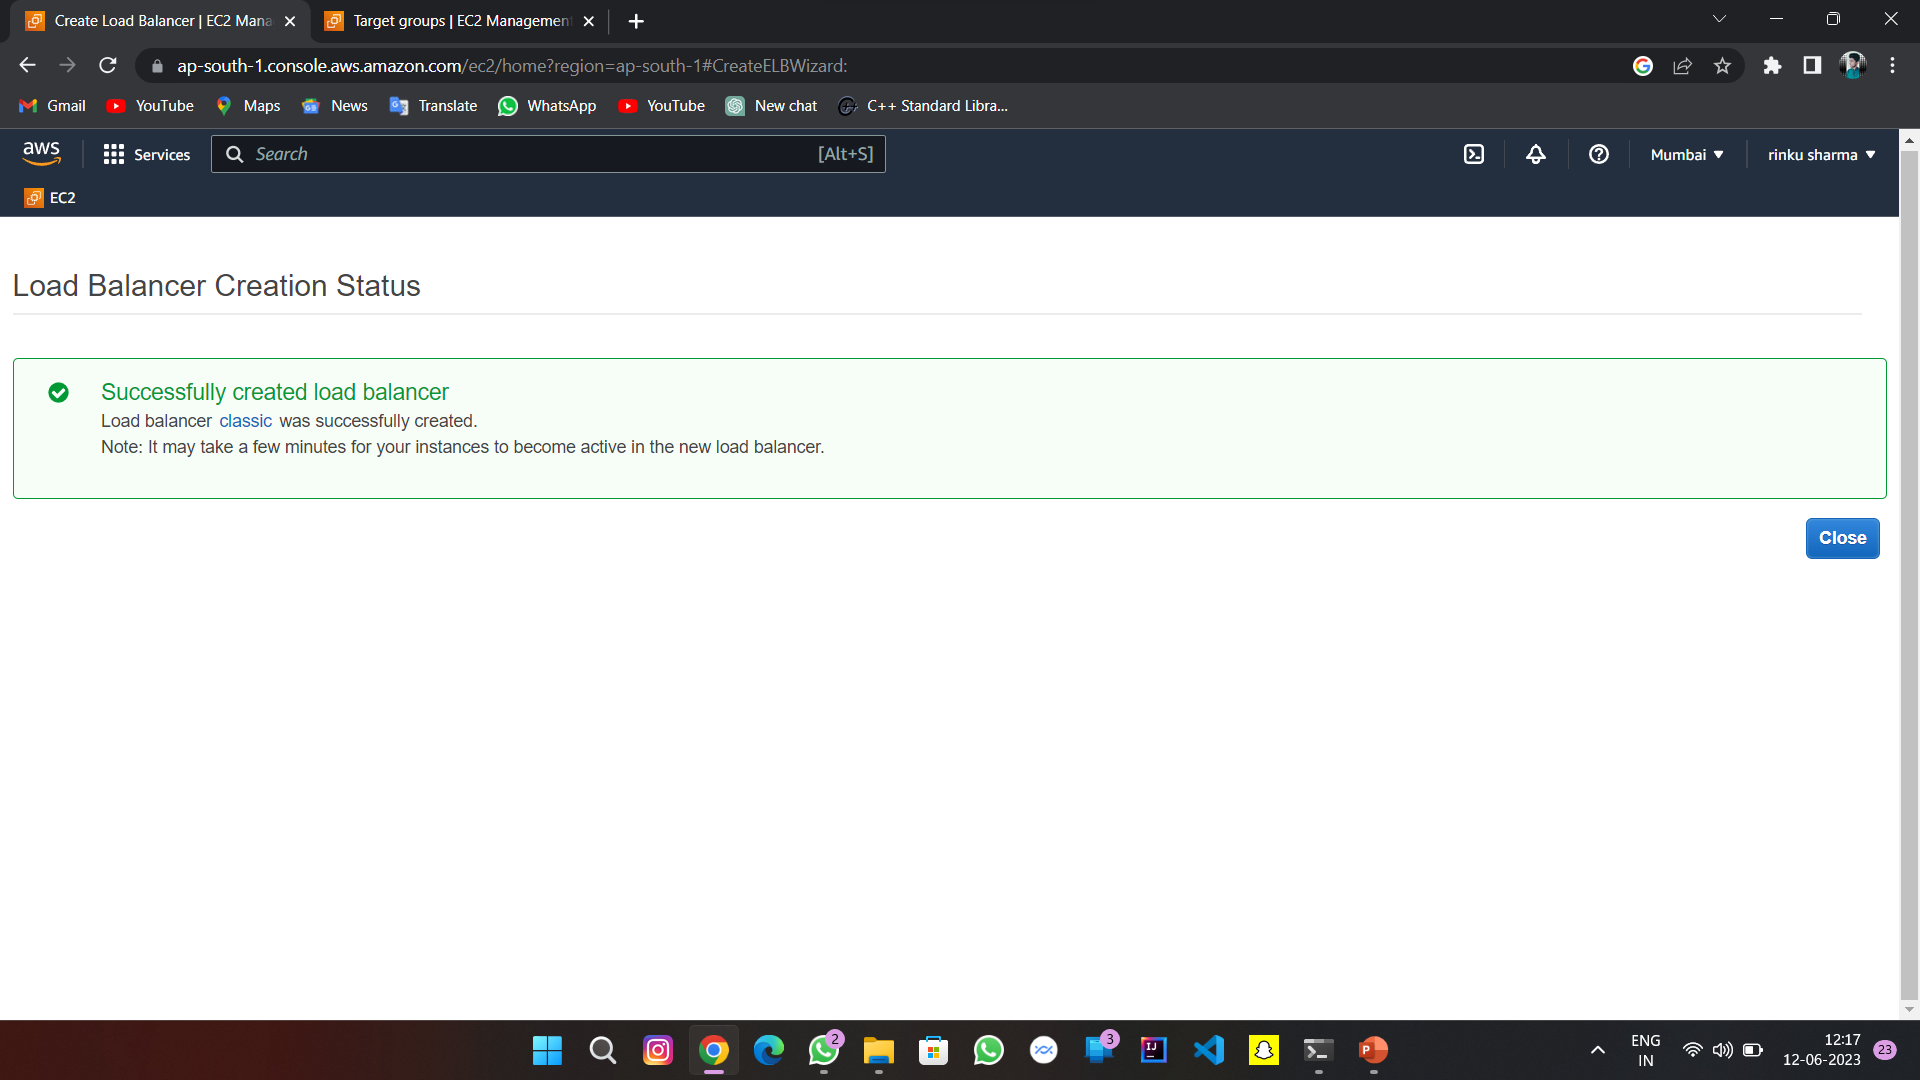 Create Load Balancer | EC2 Mana
Target groups | EC2 Management
ap-south-1.console.aws.amazon.com/ec2/home?region=ap-south-1#CreateELBWizard:
Gmail YouTube Maps News Translate WhatsApp YouTube New chat C++ Standard Libra...
aws Services Search [Alt+S] Mumbai rinku sharma
EC2
Load Balancer Creation Status
Successfully created load balancer
Load balancer classic was successfully created.
Note: It may take a few minutes for your instances to become active in the new load balancer.
Close
2
3
IJ
P
ENG
IN
12:17
12-06-2023
23